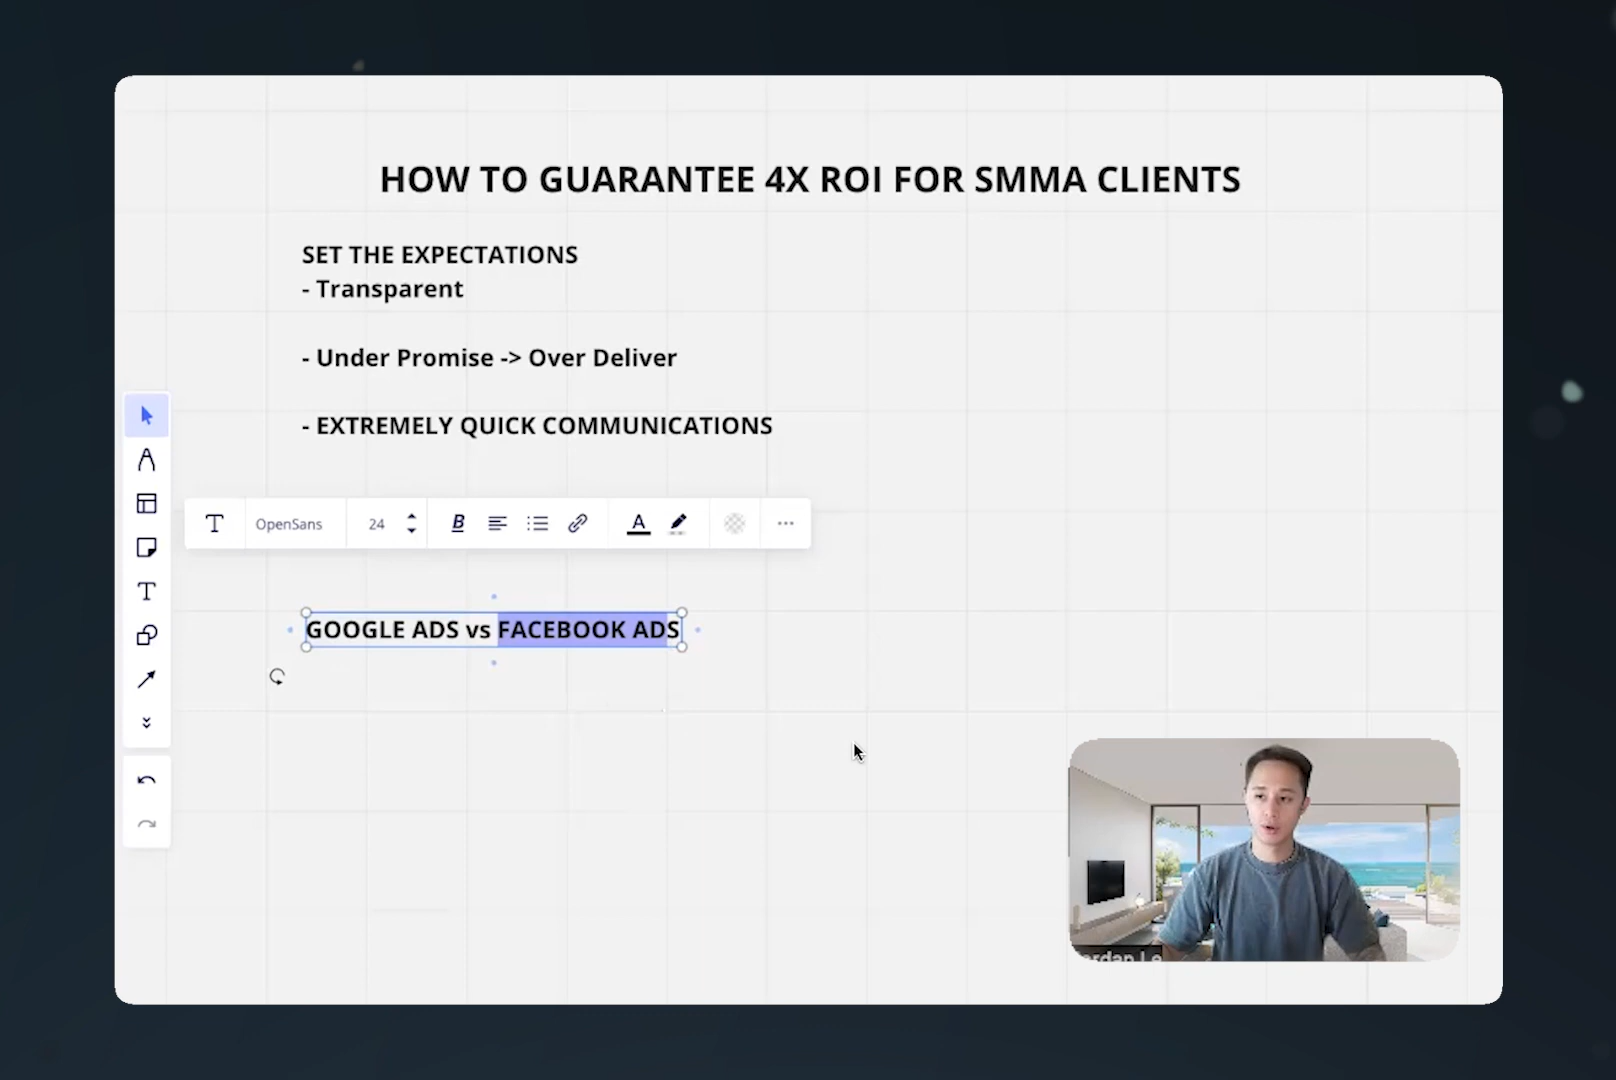 HOW TO GUARANTEE 4X ROI FOR SMMA CLIENTS
SET THE EXPECTATIONS
- Transparent
- Under Promise -> Over Deliver
- EXTREMELY QUICK COMMUNICATIONS
OpenSans 24 B A
GOOGLE ADS vs FACEBOOK ADS